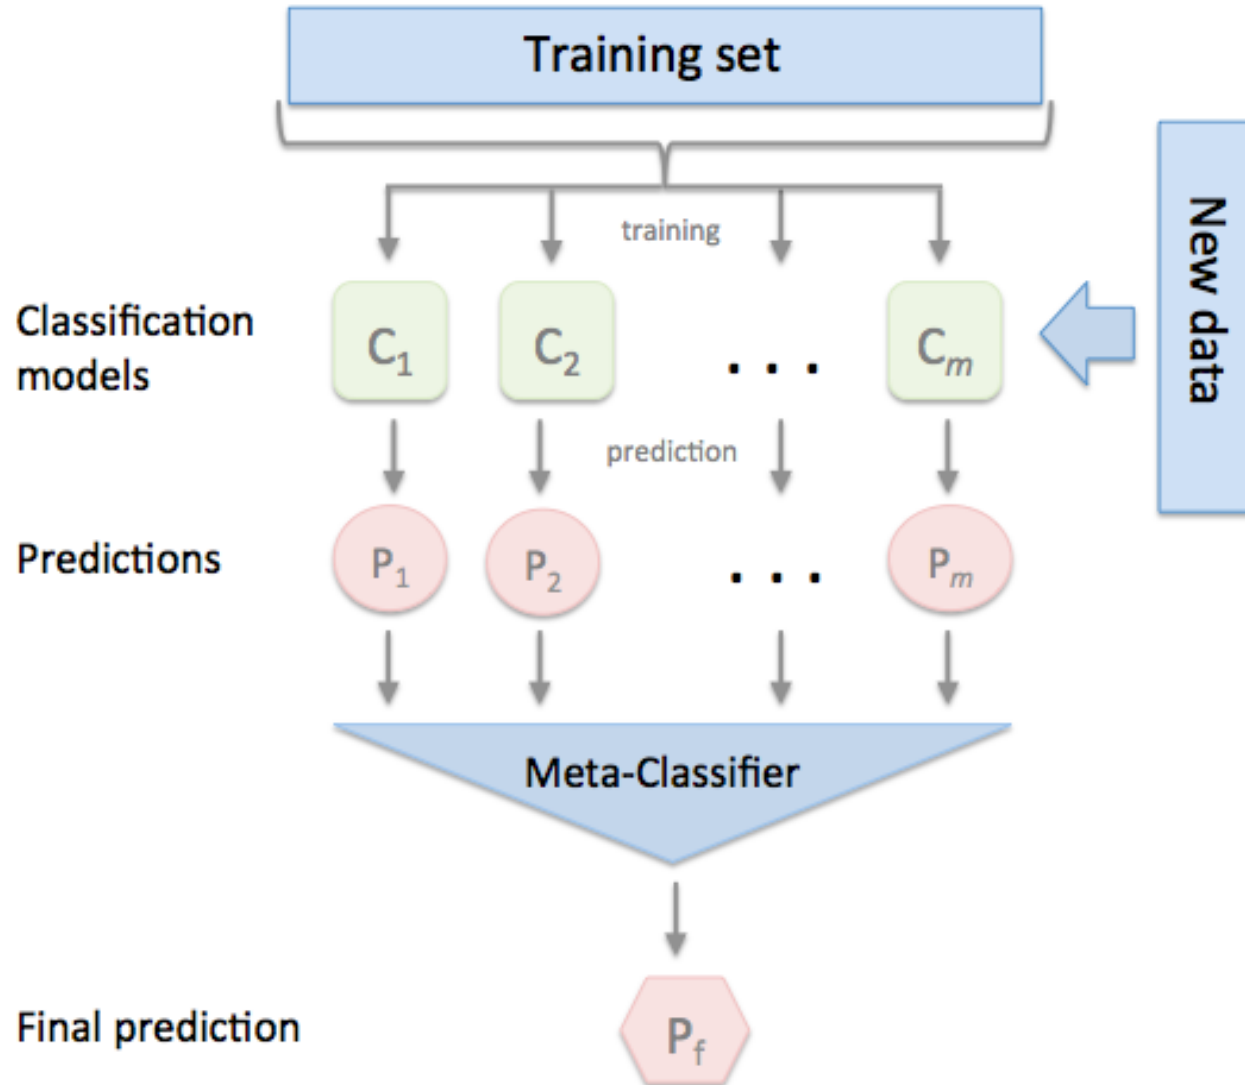 Training set
training
New data
Classification
models
C1
C2
. . .
Cm
prediction
Predictions
P1
P2
. . .
Pm
Meta-Classifier
Final prediction
Pf